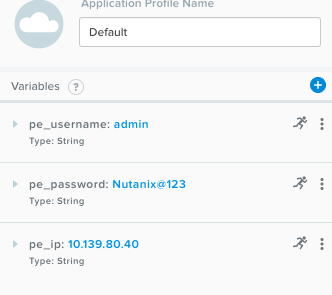 Application Profile Name
Default
Variables ?
pe_username: admin
Type: String
pe_password: Nutanix@123
Type: String
pe_ip: 10.139.80.40
Type: String